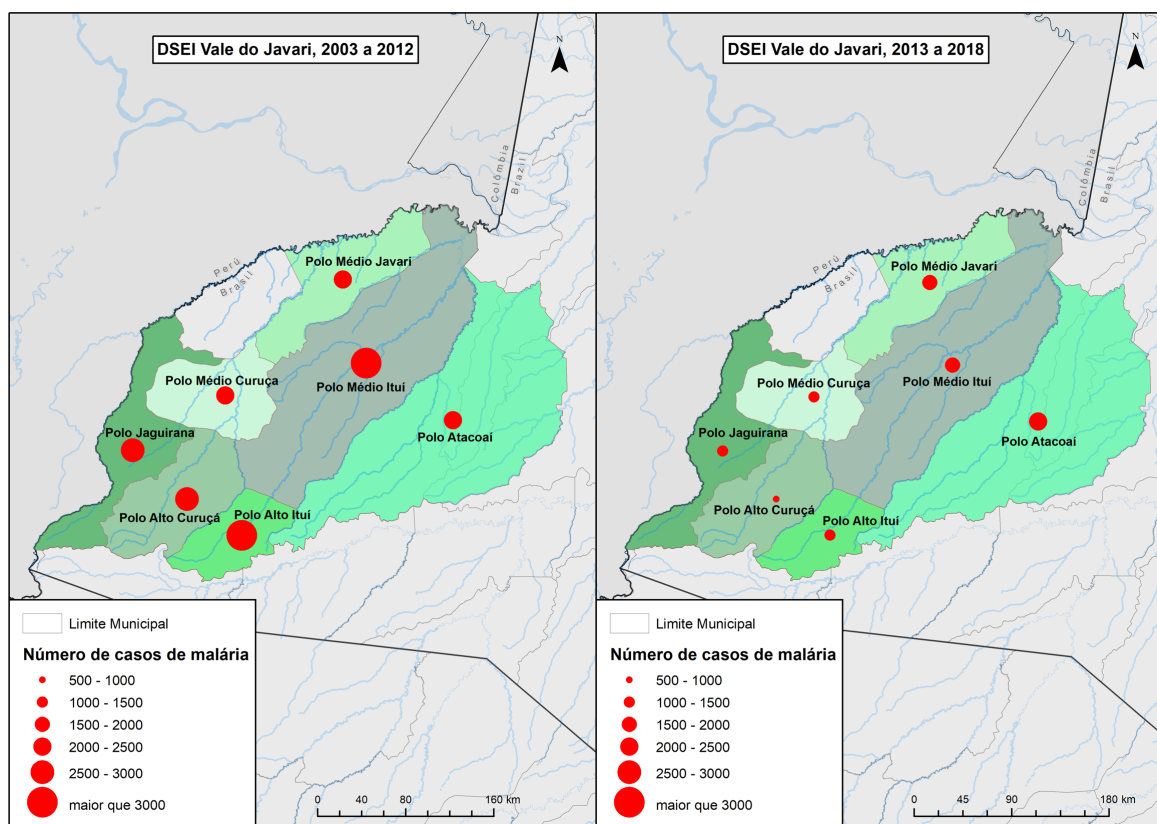 DSEI Vale do Javari, 2003 a 2012
N
Colômbia
Brazil
Perú
Brasil
Polo Médio Javari
Polo Médio Ituí
Polo Médio Curuça
Polo Atacoaí
Polo Jaguirana
Polo Alto Curuçá
Polo Alto Ituí
Limite Municipal
Número de casos de malária
500 - 1000
1000 - 1500
1500 - 2000
2000 - 2500
2500 - 3000
maior que 3000
0 40 80 160 km
DSEI Vale do Javari, 2013 a 2018
N
Colômbia
Brasil
Perú
Brasil
Polo Médio Javari
Polo Médio Ituí
Polo Médio Curuça
Polo Atacoaí
Polo Jaguirana
Polo Alto Curuçá
Polo Alto Ituí
Limite Municipal
Número de casos de malária
500 - 1000
1000 - 1500
1500 - 2000
2000 - 2500
2500 - 3000
maior que 3000
0 45 90 180 km